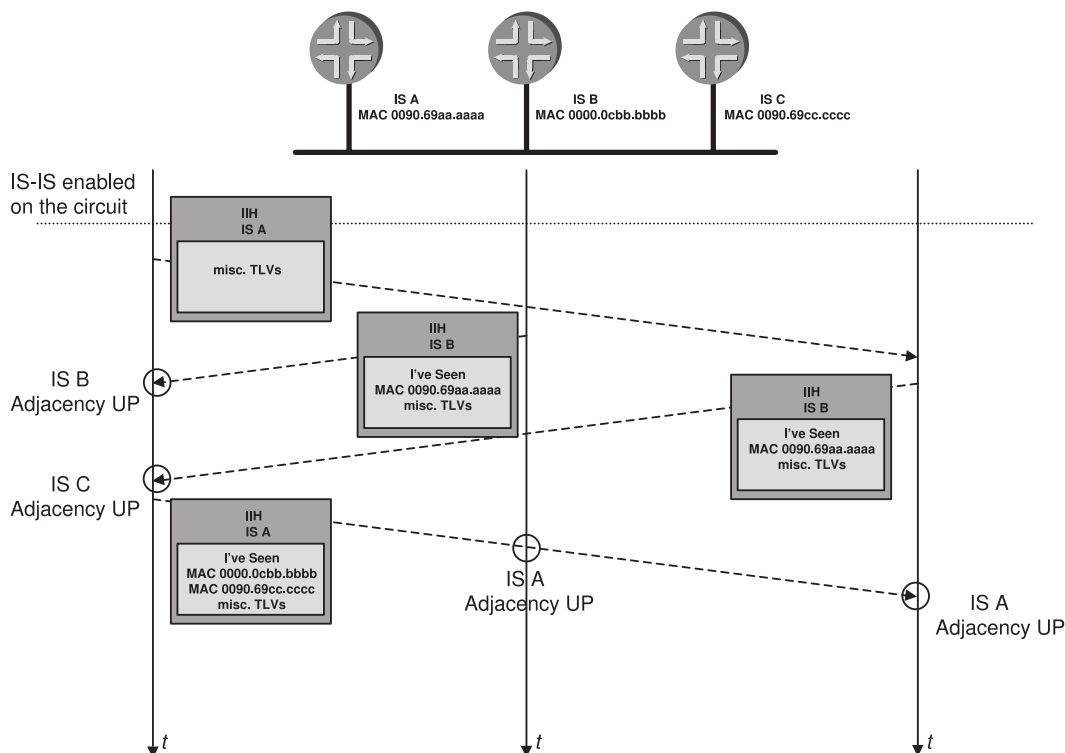 IS A
MAC 0090.69aa.aaaa
IS B
MAC 0000.0cbb.bbbb
IS C
MAC 0090.69cc.cccc
IS-IS enabled
on the circuit
IIH
IS A
misc. TLVs
IIH
IS B
I've Seen
MAC 0090.69aa.aaaa
misc. TLVs
IS B
Adjacency UP
IIH
IS B
I've Seen
MAC 0090.69aa.aaaa
misc. TLVs
IS C
Adjacency UP
IIH
IS A
I've Seen
MAC 0000.0cbb.bbbb
MAC 0090.69cc.cccc
misc. TLVs
IS A
Adjacency UP
IS A
Adjacency UP
t
t
t